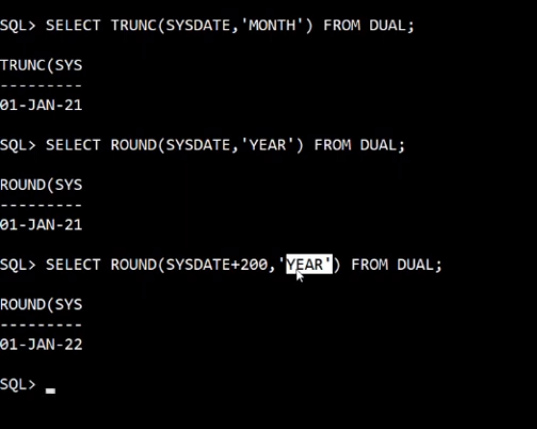 SQL> SELECT TRUNC(SYSDATE,'MONTH') FROM DUAL;
TRUNC(SYS
---------
01-JAN-21
SQL> SELECT ROUND(SYSDATE,'YEAR') FROM DUAL;
ROUND(SYS
---------
01-JAN-21
SQL> SELECT ROUND(SYSDATE+200,'YEAR') FROM DUAL;
ROUND(SYS
---------
01-JAN-22
SQL> _